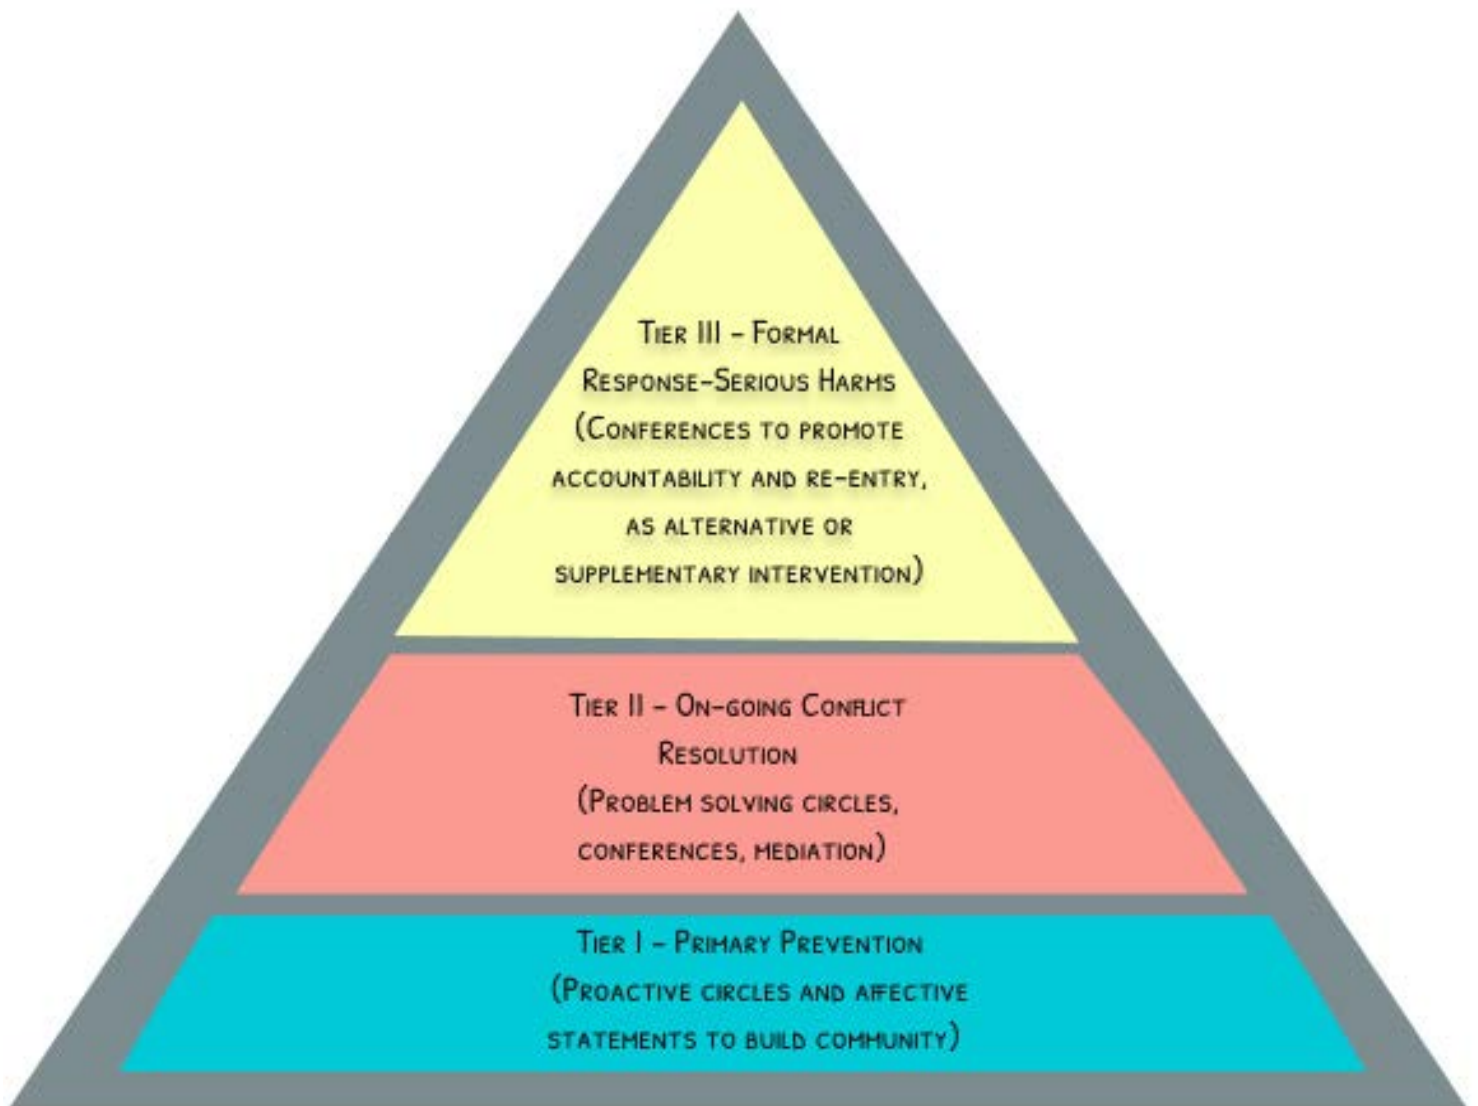 Tier III - Formal
Response-Serious Harms
(Conferences to promote
accountability and re-entry,
as alternative or
supplementary intervention)
Tier II - On-going Conflict
Resolution
(Problem solving circles,
conferences, mediation)
Tier I - Primary Prevention
(Proactive circles and affective
statements to build community)